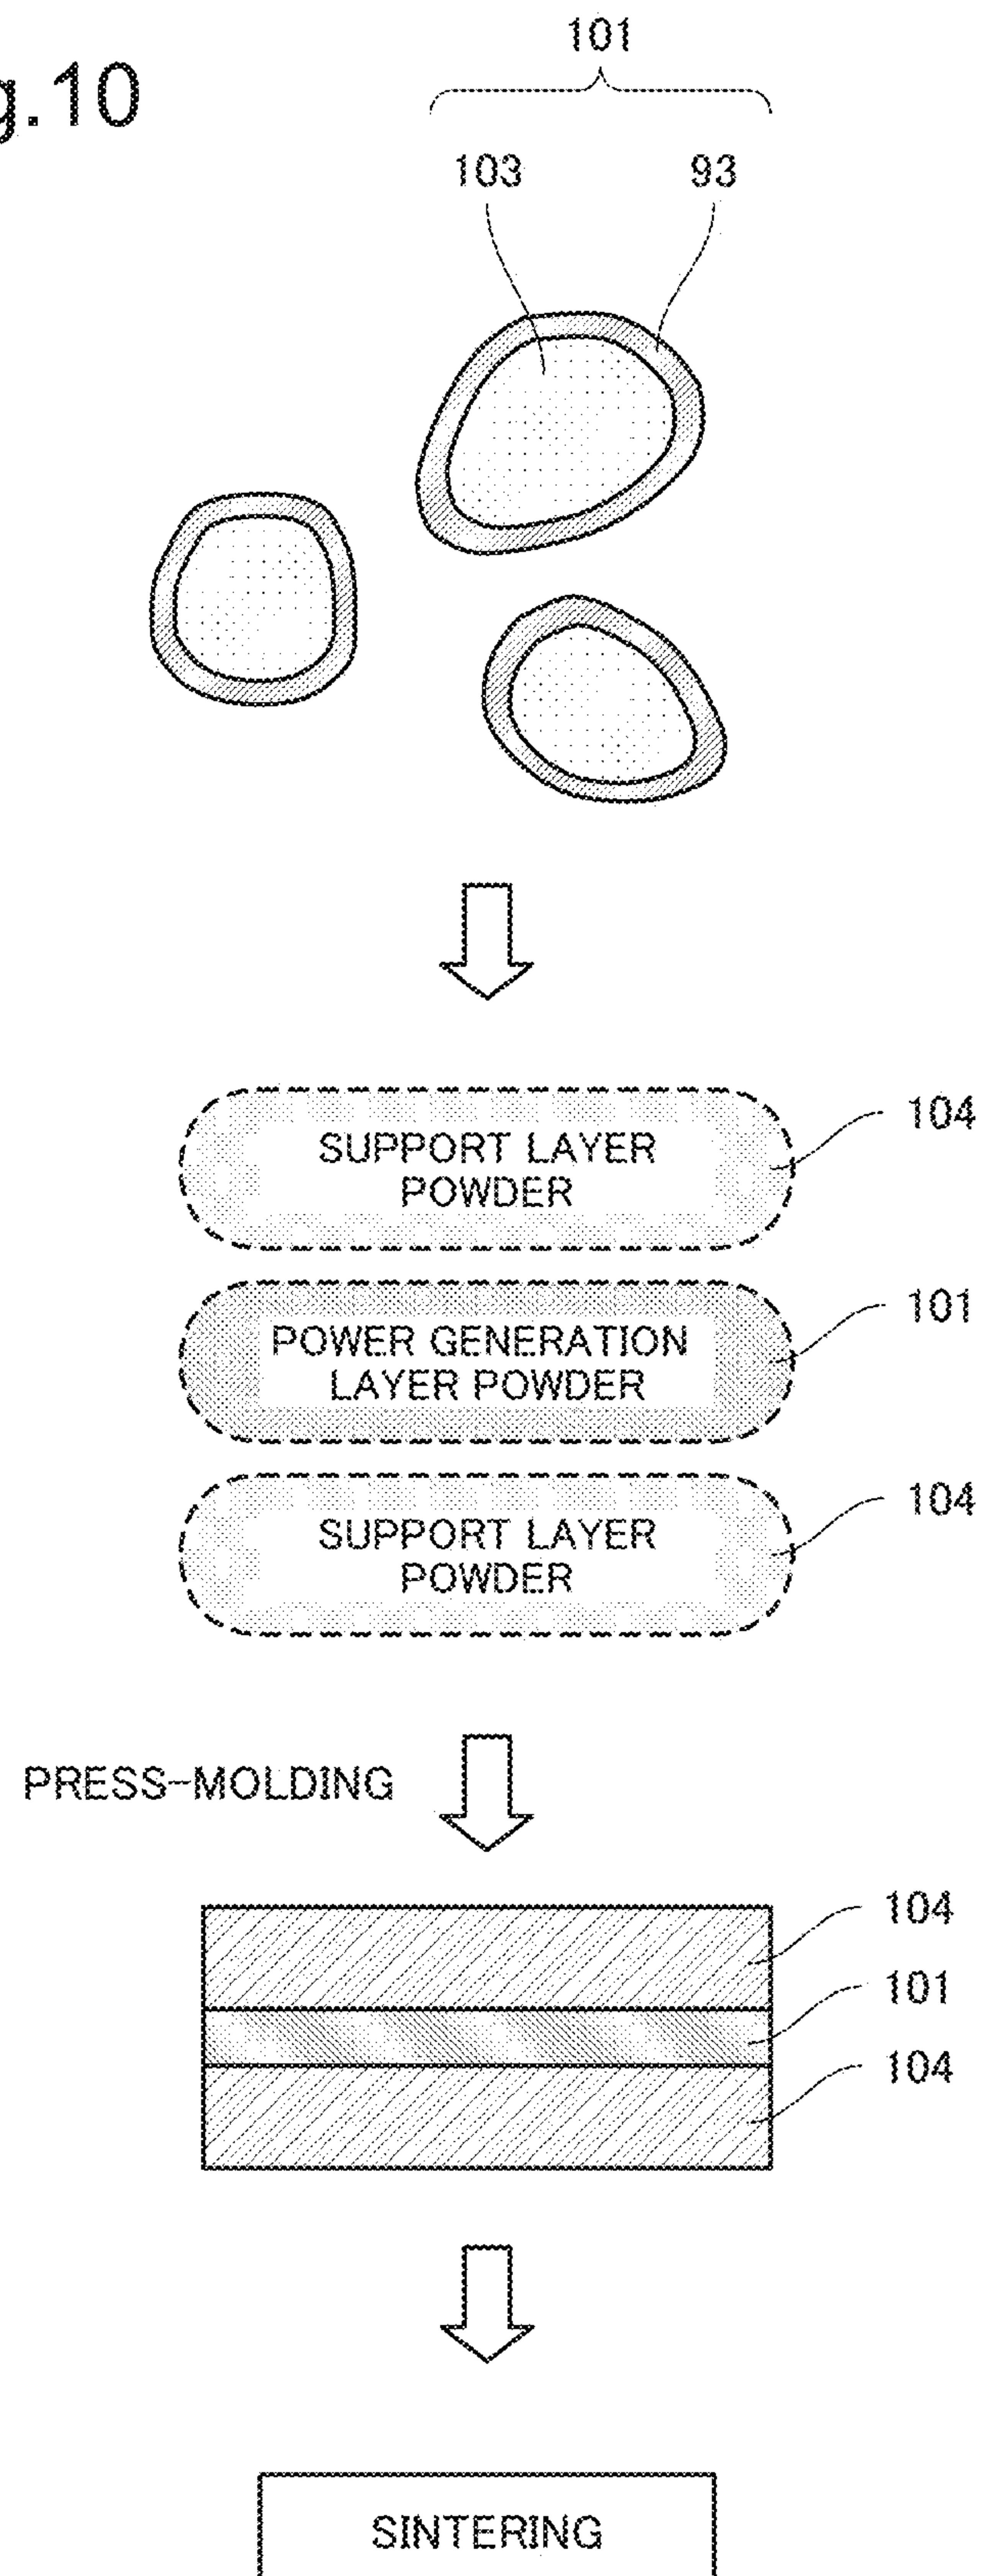 g.10
101
103
93
SUPPORT LAYER
POWDER
104
POWER GENERATION
LAYER POWDER
101
SUPPORT LAYER
POWDER
104
PRESS-MOLDING
104
101
104
SINTERING